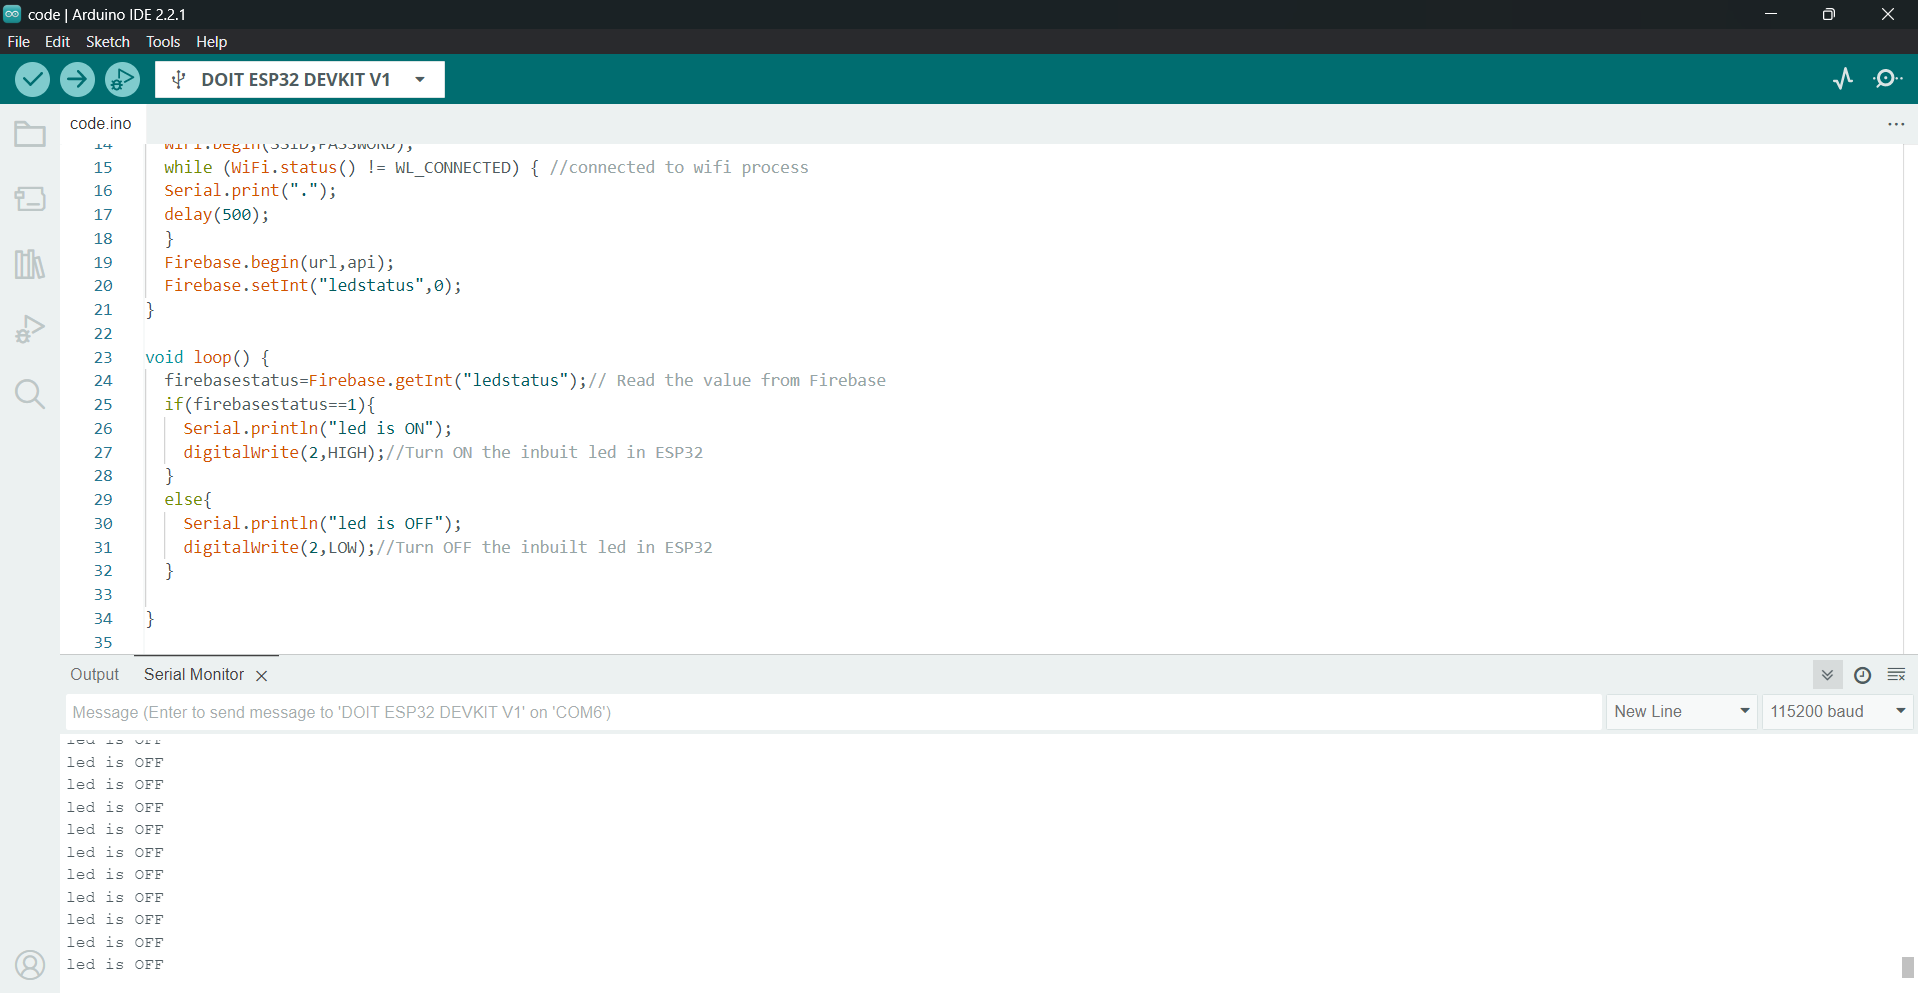 code | Arduino IDE 2.2.1
File Edit Sketch Tools Help
DOIT ESP32 DEVKIT V1
code.ino
14 WiFi.begin(SSID,PASSWORD);
15 while (WiFi.status() != WL_CONNECTED) { //connected to wifi process
16 Serial.print(".");
17 delay(500);
18 }
19 Firebase.begin(url,api);
20 Firebase.setInt("ledstatus",0);
21 }
22
23 void loop() {
24 firebasestatus=Firebase.getInt("ledstatus");// Read the value from Firebase
25 if(firebasestatus==1){
26 Serial.println("led is ON");
27 digitalWrite(2,HIGH);//Turn ON the inbuit led in ESP32
28 }
29 else{
30 Serial.println("led is OFF");
31 digitalWrite(2,LOW);//Turn OFF the inbuilt led in ESP32
32 }
33
34 }
35
Output Serial Monitor
Message (Enter to send message to 'DOIT ESP32 DEVKIT V1' on 'COM6')
New Line 115200 baud
led is OFF
led is OFF
led is OFF
led is OFF
led is OFF
led is OFF
led is OFF
led is OFF
led is OFF
led is OFF
led is OFF